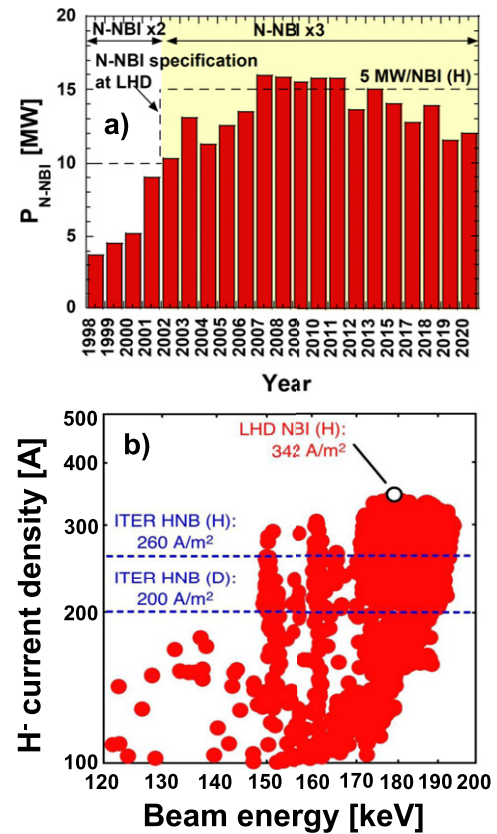 N-NBI x2
N-NBI x3
N-NBI specification
at LHD
5 MW/NBI (H)
a)
P_N-NBI [MW]
20
15
10
5
0
1998
1999
2000
2001
2002
2003
2004
2005
2006
2007
2008
2009
2010
2011
2012
2013
2014
2015
2017
2018
2019
2020
Year
b)
LHD NBI (H):
342 A/m²
ITER HNB (H):
260 A/m²
ITER HNB (D):
200 A/m²
H- current density [A]
500
400
300
200
100
120
130
140
150
160
170
180
190
200
Beam energy [keV]